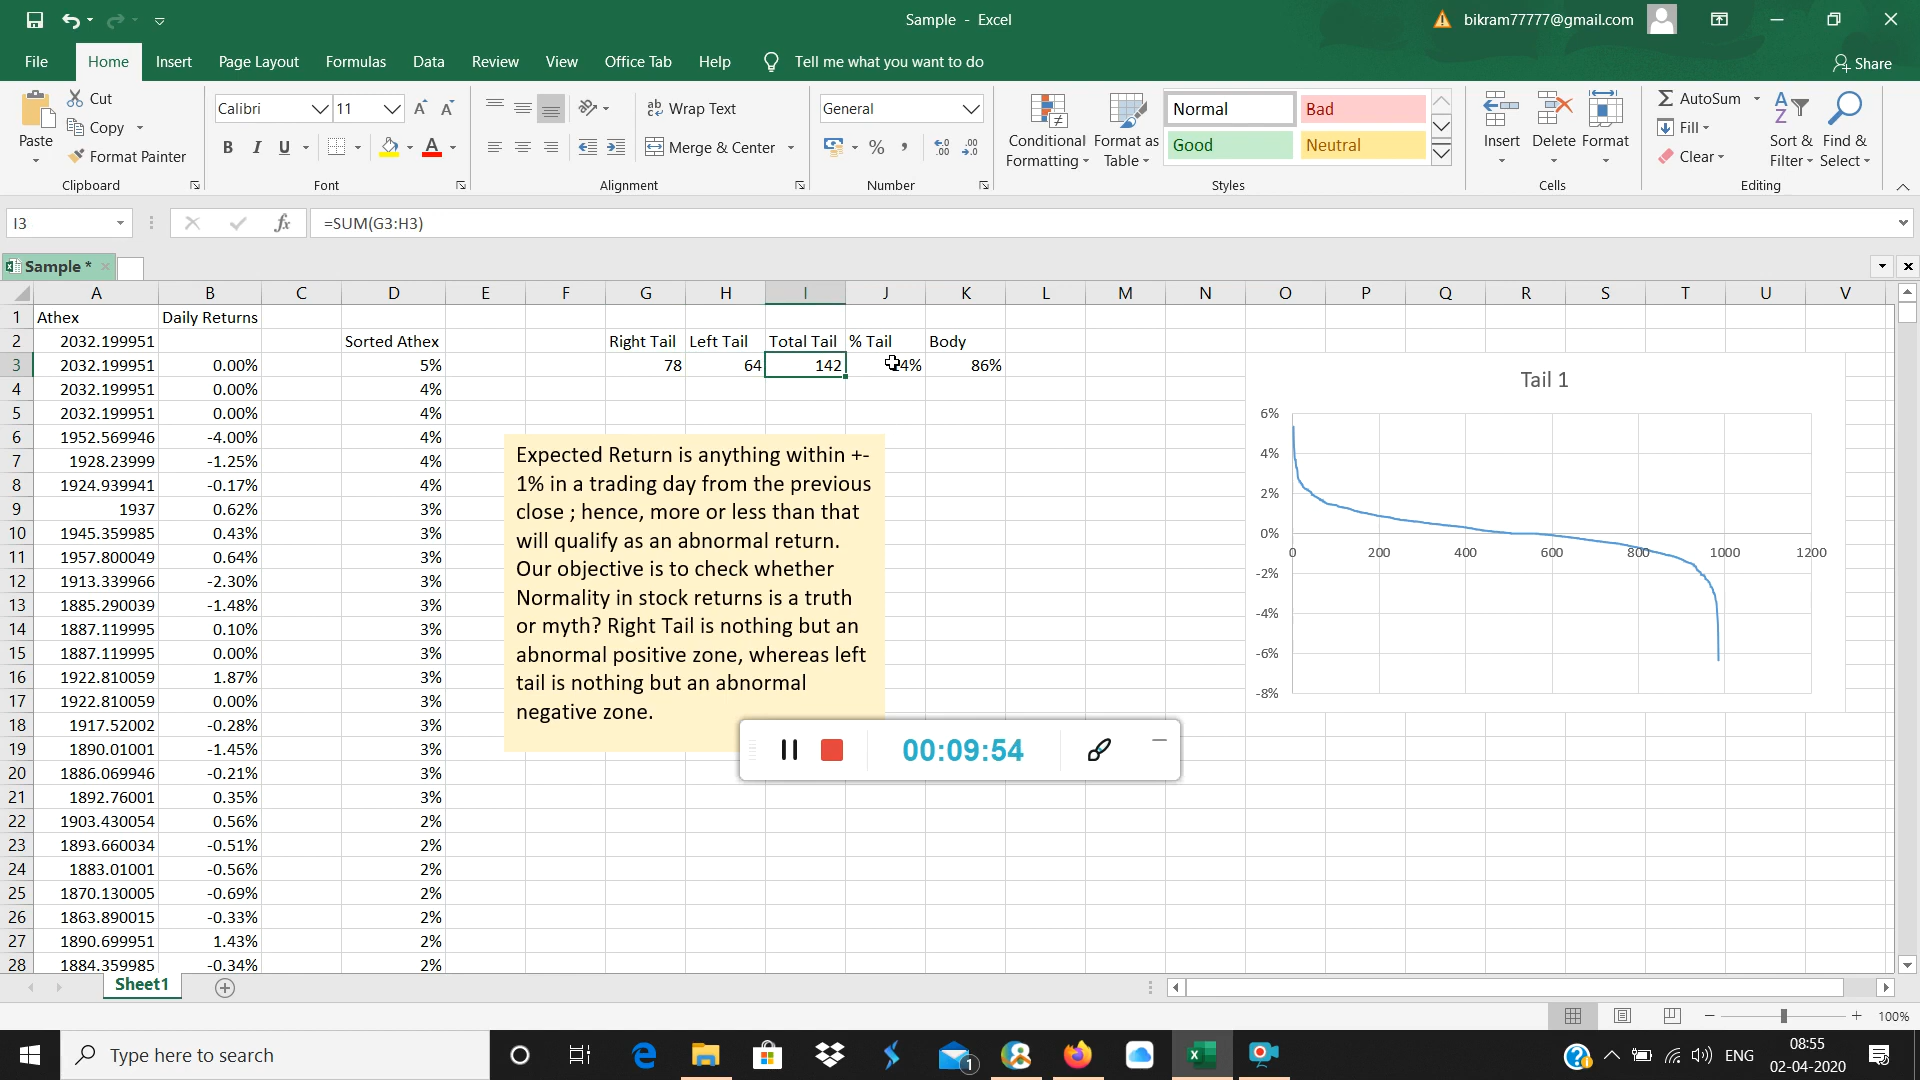 Sample - Excel
bikram77777@gmail.com
File Home Insert Page Layout Formulas Data Review View Office Tab Help Tell me what you want to do Share
Paste
Cut
Copy
Format Painter
Clipboard
Calibri 11
B I U
Font
Wrap Text
Merge & Center
Alignment
General
%
Number
Conditional Formatting
Format as Table
Normal Bad
Good Neutral
Styles
Insert Delete Format
Cells
AutoSum
Fill
Clear
Sort & Filter
Find & Select
Editing
I3 fx =SUM(G3:H3)
Sample *
A B C D E F G H I J K L M N O P Q R S T U V
1 Athex Daily Returns
2 2032.199951 Sorted Athex Right Tail Left Tail Total Tail % Tail Body
3 2032.199951 0.00% 5% 78 64 142 4% 86%
4 2032.199951 0.00% 4%
5 2032.199951 0.00% 4%
6 1952.569946 -4.00% 4%
7 1928.23999 -1.25% 4%
8 1924.939941 -0.17% 4%
9 1937 0.62% 3%
10 1945.359985 0.43% 3%
11 1957.800049 0.64% 3%
12 1913.339966 -2.30% 3%
13 1885.290039 -1.48% 3%
14 1887.119995 0.10% 3%
15 1887.119995 0.00% 3%
16 1922.810059 1.87% 3%
17 1922.810059 0.00% 3%
18 1917.52002 -0.28% 3%
19 1890.01001 -1.45% 3%
20 1886.069946 -0.21% 3%
21 1892.76001 0.35% 3%
22 1903.430054 0.56% 2%
23 1893.660034 -0.51% 2%
24 1883.01001 -0.56% 2%
25 1870.130005 -0.69% 2%
26 1863.890015 -0.33% 2%
27 1890.699951 1.43% 2%
28 1884.359985 -0.34% 2%
Expected Return is anything within +-
1% in a trading day from the previous
close ; hence, more or less than that
will qualify as an abnormal return.
Our objective is to check whether
Normality in stock returns is a truth
or myth? Right Tail is nothing but an
abnormal positive zone, whereas left
tail is nothing but an abnormal
negative zone.
00:09:54
Tail 1
6%
4%
2%
0%
0 200 400 600 800 1000 1200
-2%
-4%
-6%
-8%
Sheet1
100%
Type here to search
1
ENG
08:55
02-04-2020